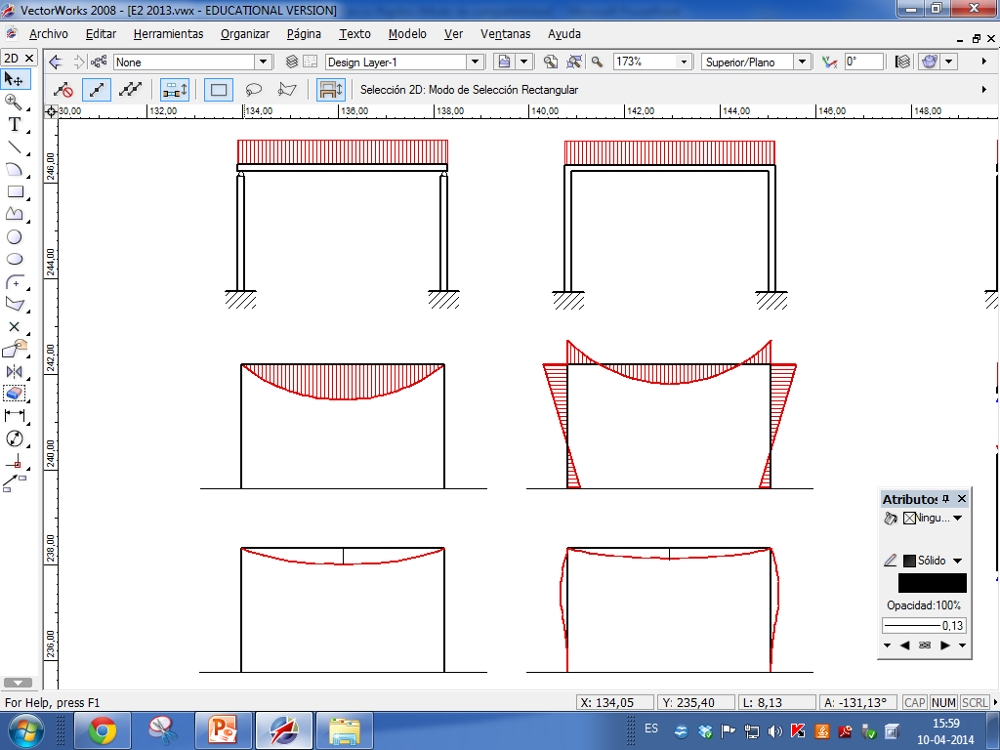 VectorWorks 2008 - [E2 2013.vwx - EDUCATIONAL VERSION]
Archivo Editar Herramientas Organizar Página Texto Modelo Ver Ventanas Ayuda
2D
None Design Layer-1 173% Superior/Plano 0°
Selección 2D: Modo de Selección Rectangular
30,00 132,00 134,00 136,00 138,00 140,00 142,00 144,00 146,00 148,00
246,00
244,00
242,00
240,00
238,00
236,00
Atributos
Ningu...
Sólido
Opacidad:100%
0,13
For Help, press F1
X: 134,05 Y: 235,40 L: 8,13 A: -131,13° CAP NUM SCRL
ES
15:59
10-04-2014